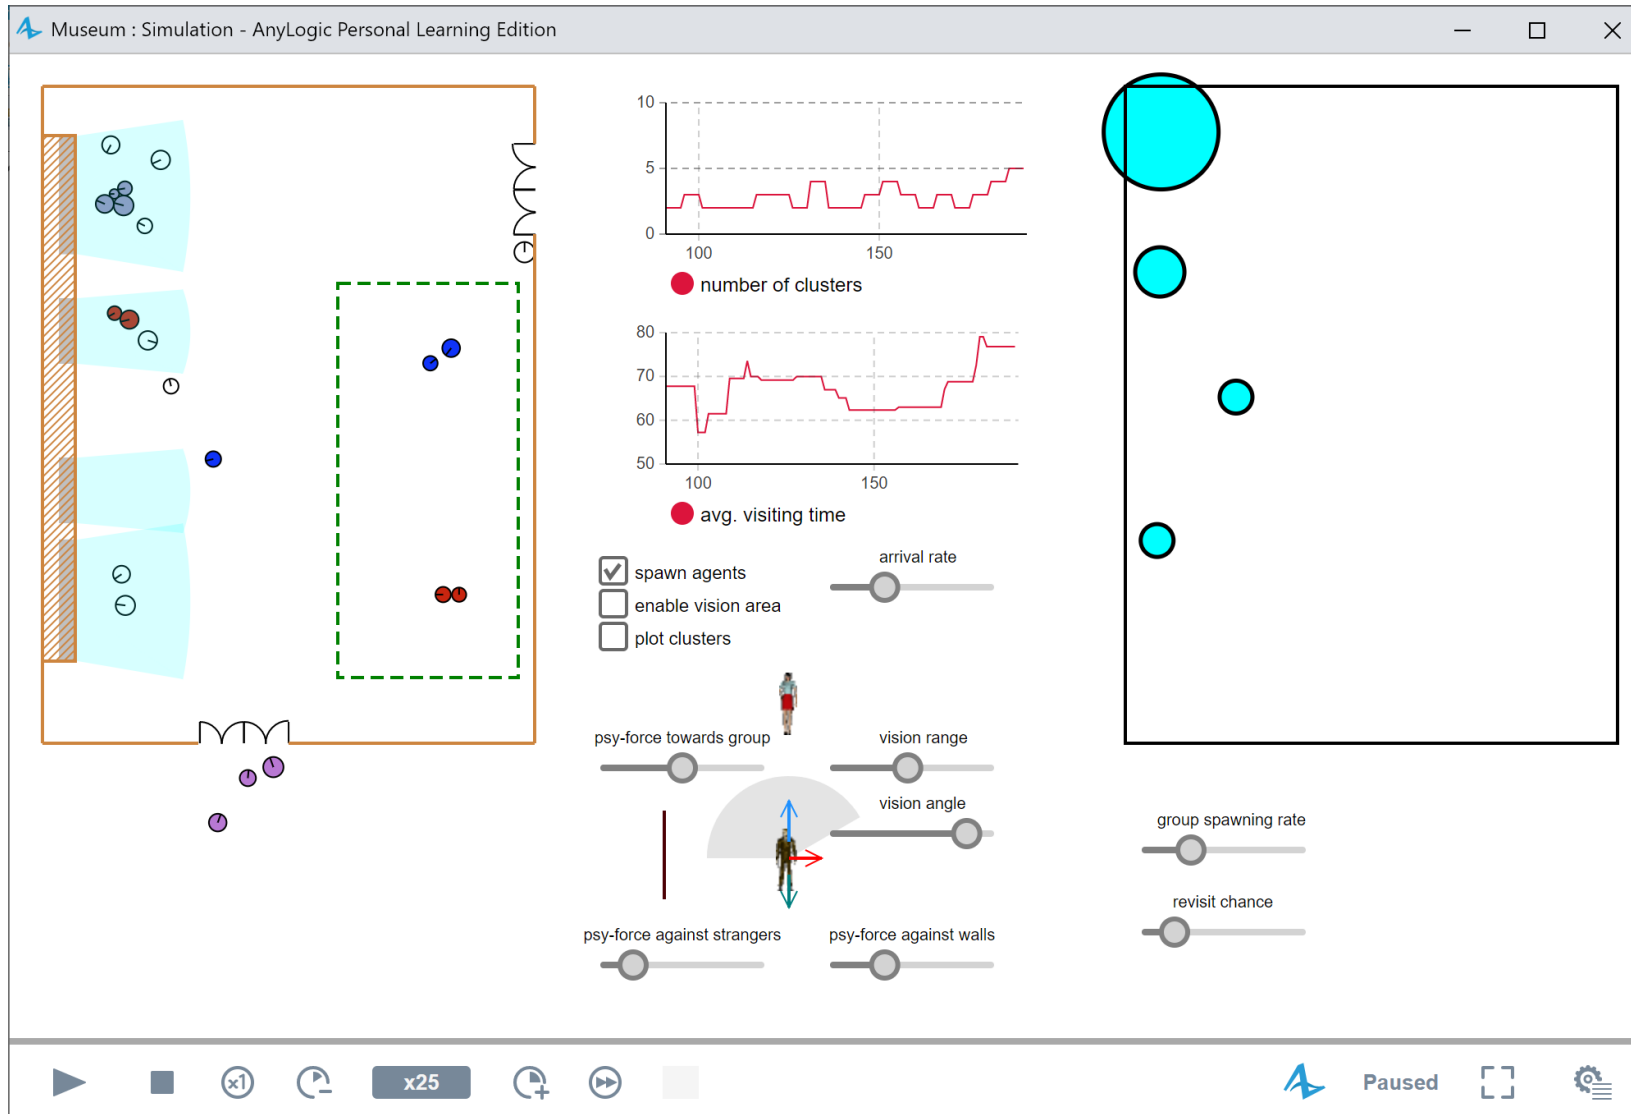 Museum : Simulation - AnyLogic Personal Learning Edition
10
5
0
100
150
number of clusters
80
70
60
50
100
150
avg. visiting time
spawn agents
enable vision area
plot clusters
arrival rate
psy-force towards group
vision range
vision angle
psy-force against strangers
psy-force against walls
group spawning rate
revisit chance
x1
x25
Paused